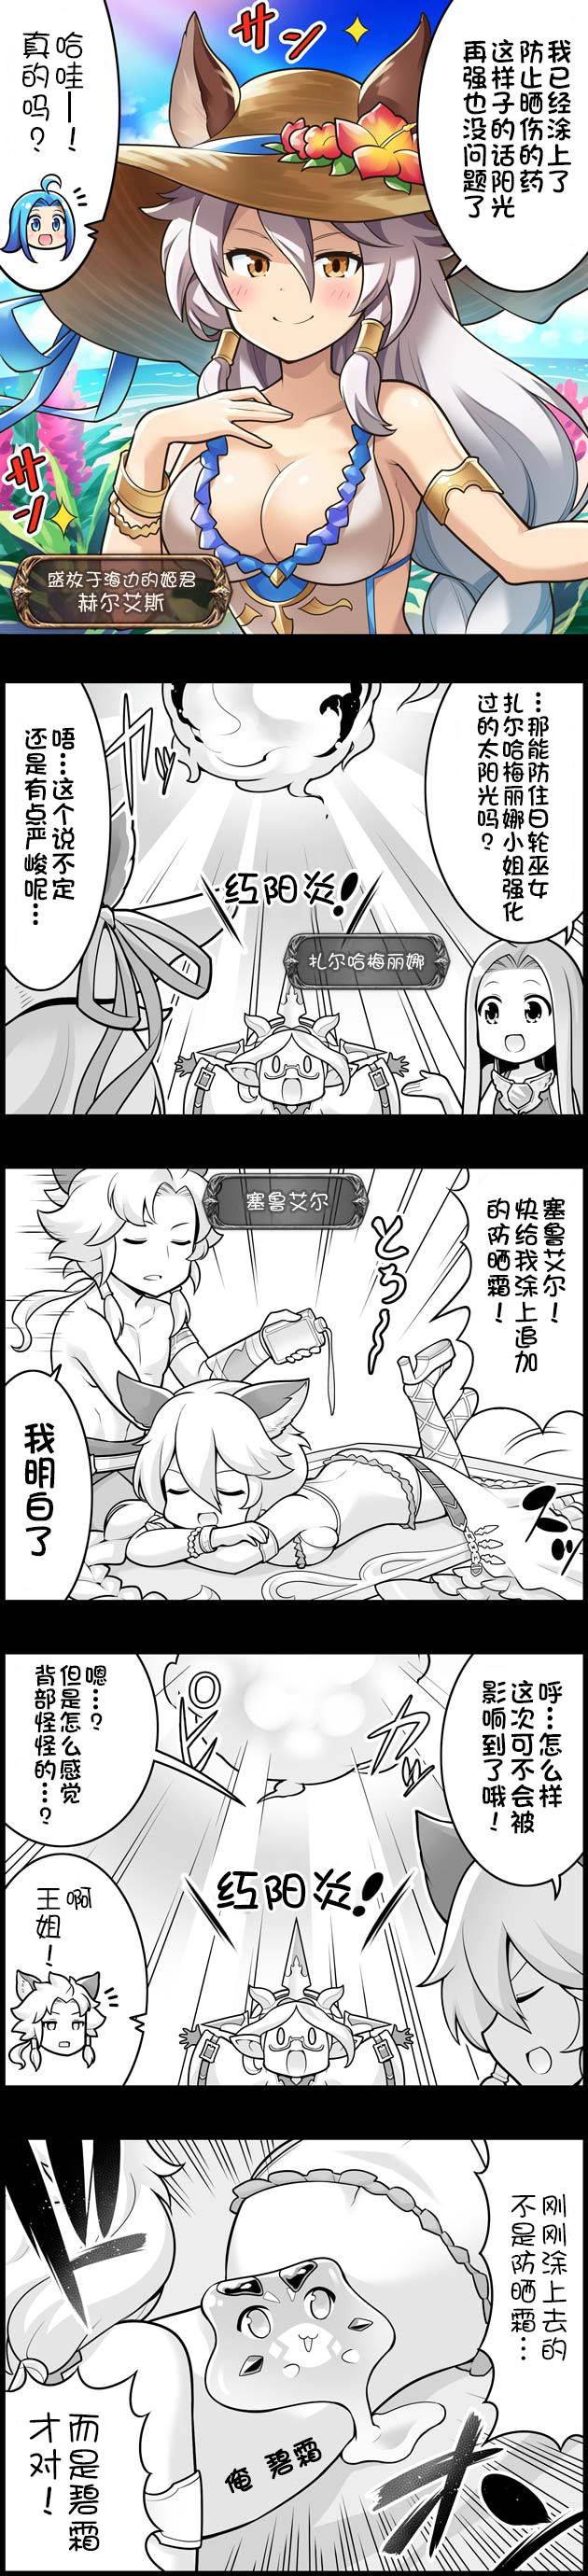 我已经涂上了
防止晒伤的药
这样子的话阳光
再强也没问题了
サン
哈哇—！
真的吗？
サン
盛放于海边的姬君
赫尔艾斯
…那能防住日轮巫女
扎尔哈梅丽娜小姐强化
过的太阳光吗？
カッ
唔…这个说不定
还是有点严峻呢…
红阳炎！
扎尔哈梅丽娜
塞鲁艾尔！
快给我涂上追加
的防晒霜！
塞鲁艾尔
とろ〜
我明白了
呼…怎么样
这次可不会被
影响到了哦！
嗯…？
但是怎么感觉
背部怪怪的…？
红阳炎！
啊
王姐！
刚刚涂上去的
不是防晒霜…
俺 碧霜
而是碧霜
才对！